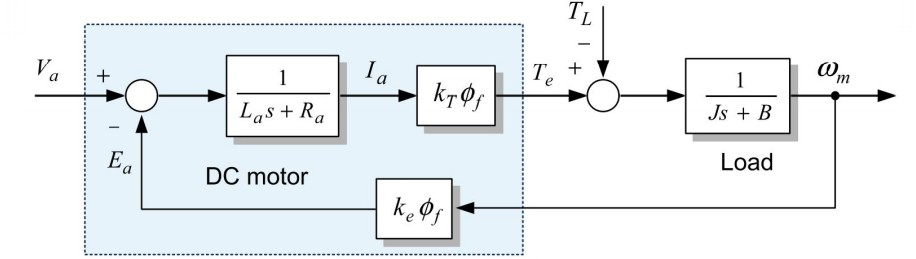 T_L
V_a + 1 I_a T_e + − 1 ω_m
L_a s + R_a k_T ϕ_f Js + B
−
E_a DC motor Load
k_e ϕ_f